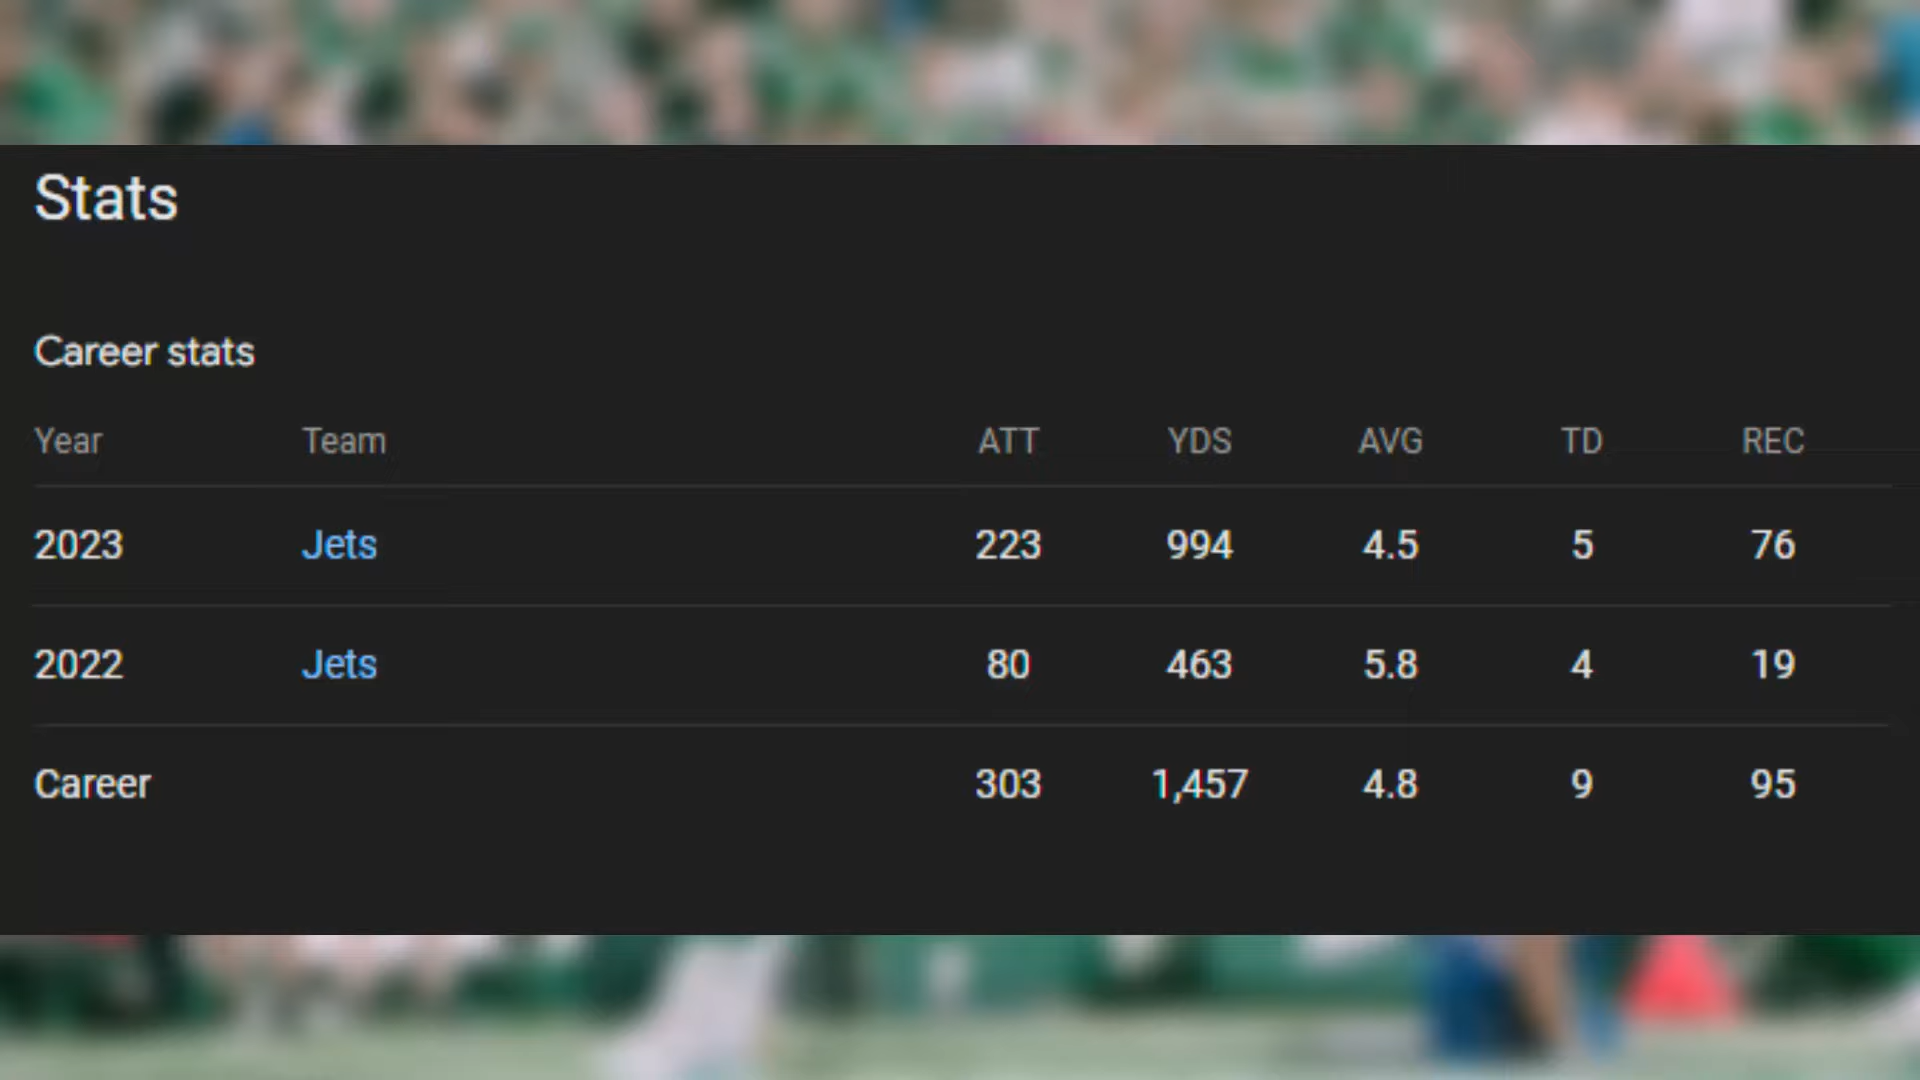 Stats
Career stats
Year Team ATT YDS AVG TD REC
2023 Jets 223 994 4.5 5 76
2022 Jets 80 463 5.8 4 19
Career 303 1,457 4.8 9 95